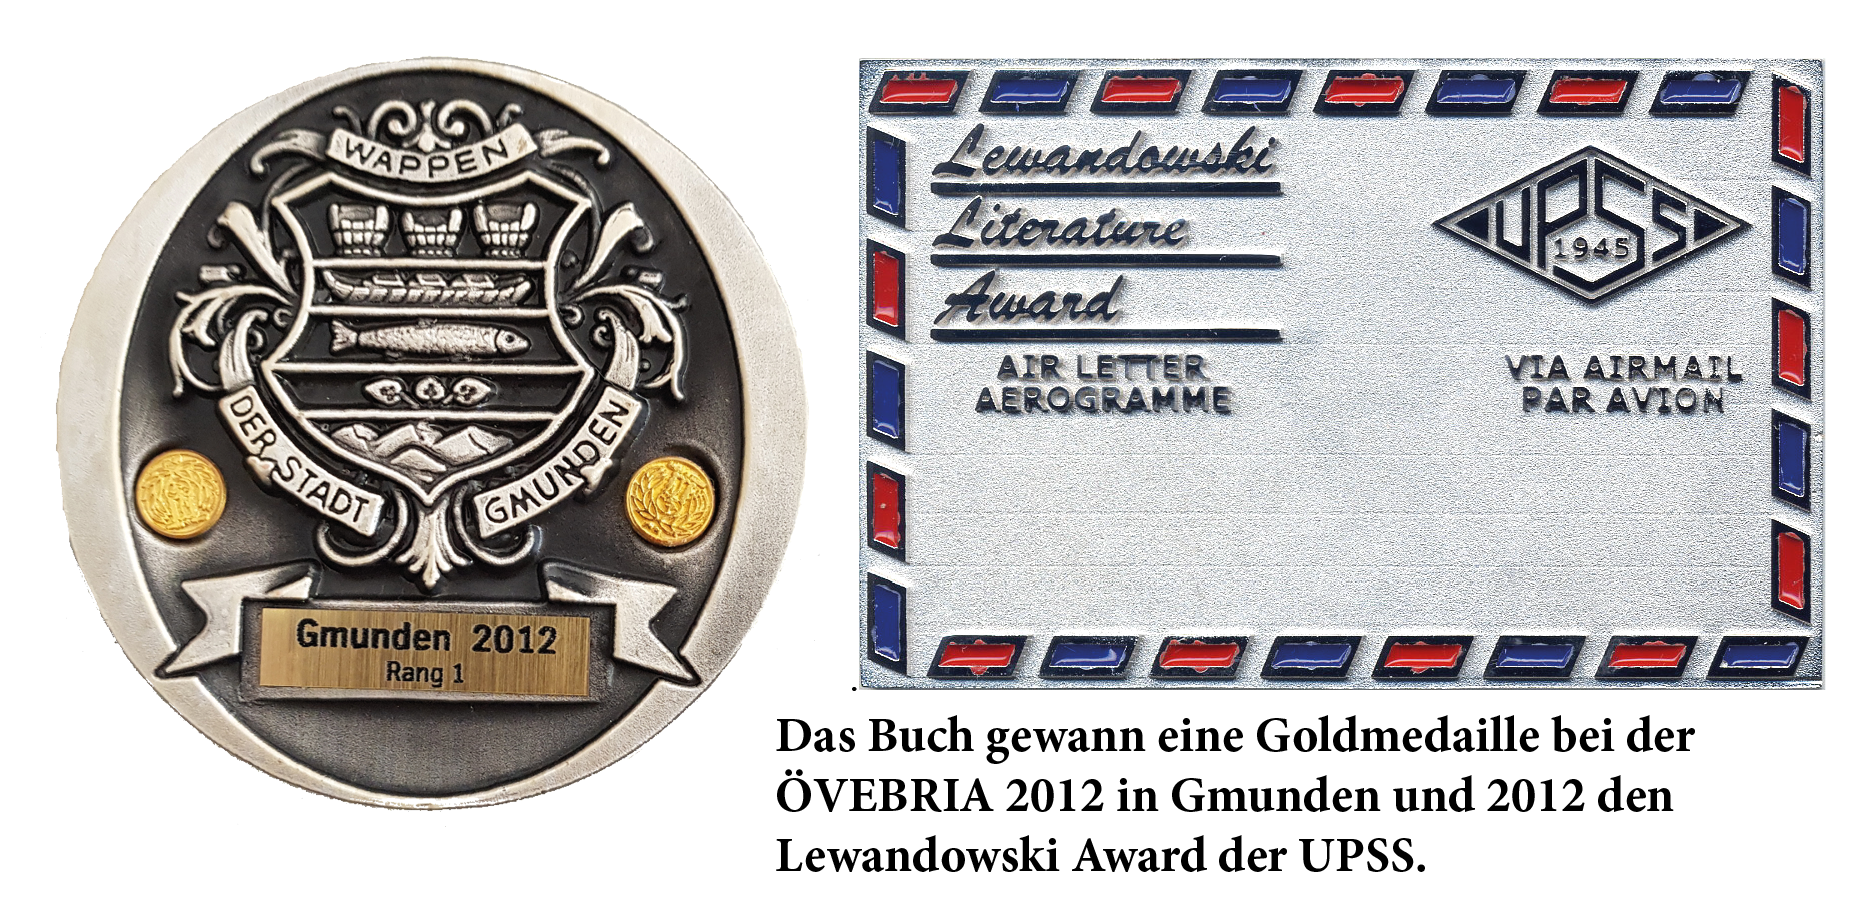 WAPPEN
DER STADT
GMUNDEN
Gmunden 2012
Rang 1
Lewandowski
Literature
Award
UPSS
1945
AIR LETTER
AEROGRAMME
VIA AIRMAIL
PAR AVION
Das Buch gewann eine Goldmedaille bei der
ÖVEBRIA 2012 in Gmunden und 2012 den
Lewandowski Award der UPSS.